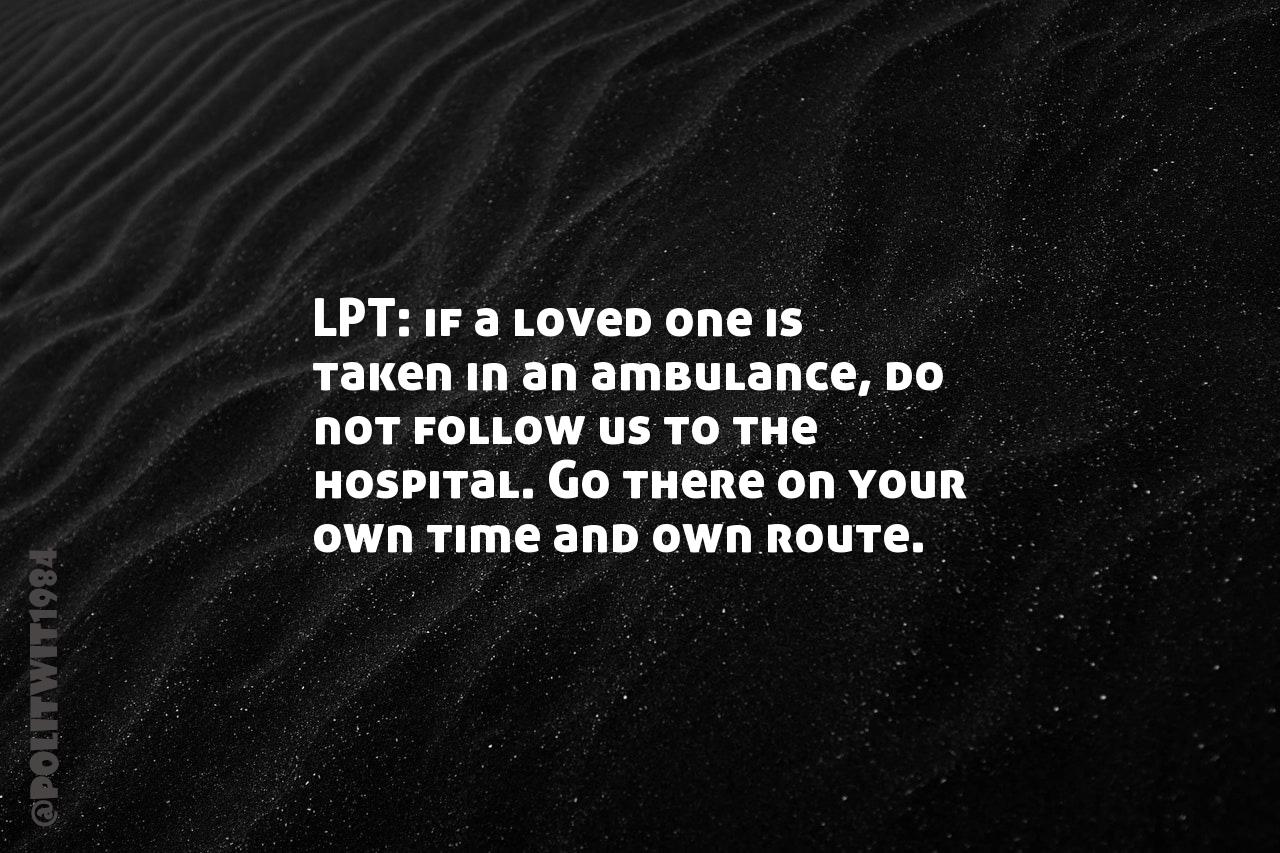 LPT: if a loved one is
taken in an ambulance, do
not follow us to the
hospital. Go there on your
own time and own route.
@politwit1984